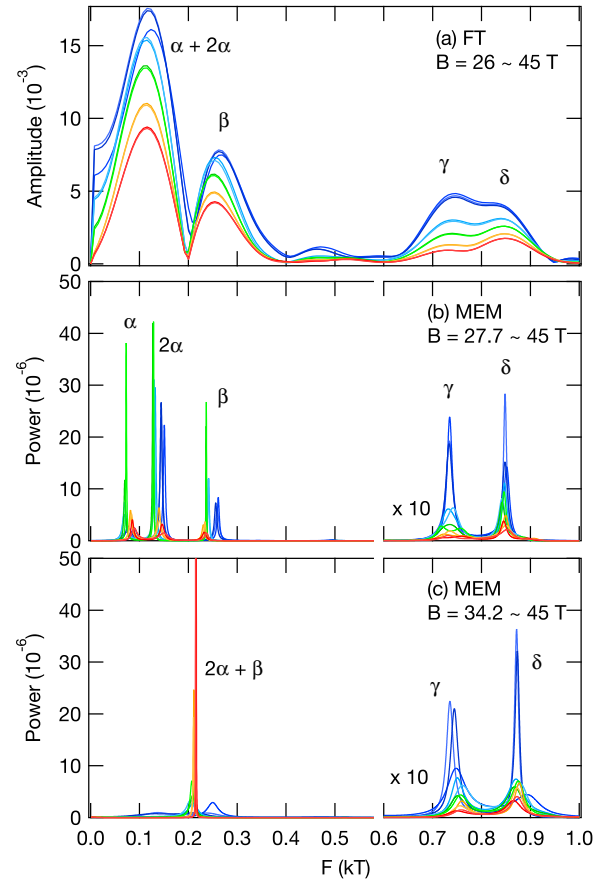 (a) FT
B = 26 ~ 45 T
α + 2α
β
γ
δ
Amplitude (10-3)
15
10
5
0
(b) MEM
B = 27.7 ~ 45 T
α
2α
β
γ
δ
x 10
Power (10-6)
50
40
30
20
10
0
(c) MEM
B = 34.2 ~ 45 T
2α + β
γ
δ
x 10
Power (10-6)
50
40
30
20
10
0
0.0 0.1 0.2 0.3 0.4 0.5 0.6 0.7 0.8 0.9 1.0
F (kT)